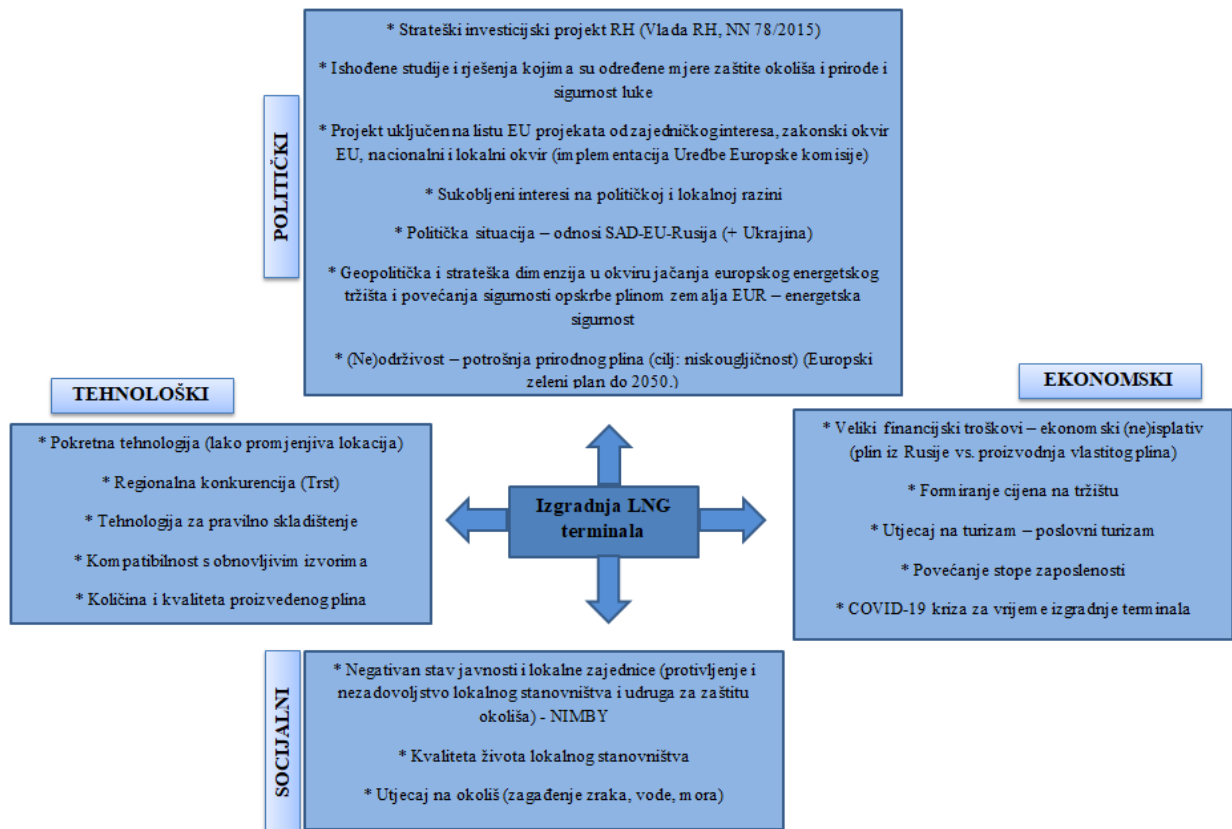 POLITIČKI
* Strateški investicijski projekt RH (Vlada RH, NN 78/2015)
* Ishođene studije i rješenja kojima su određene mjere zaštite okoliša i prirode i
sigurnost luke
* Projekt uključen na listu EU projekata od zajedničkog interesa, zakonski okvir
EU, nacionalni i lokalni okvir (implementacija Uredbe Europske komisije)
* Sukobljeni interesi na političkoj i lokalnoj razini
* Politička situacija – odnosi SAD-EU-Rusija (+ Ukrajina)
* Geopolitička i strateška dimenzija u okviru jačanja europskog energetskog
tržišta i povećanja sigurnosti opskrbe plinom zemalja EUR – energetska
sigurnost
* (Ne)održivost – potrošnja prirodnog plina (cilj: niskougljičnost) (Europski
zeleni plan do 2050.)
TEHNOLOŠKI
* Pokretna tehnologija (lako promjenjiva lokacija)
* Regionalna konkurencija (Trst)
* Tehnologija za pravilno skladištenje
* Kompatibilnost s obnovljivim izvorima
* Količina i kvaliteta proizvedenog plina
Izgradnja LNG
terminala
EKONOMSKI
* Veliki financijski troškovi – ekonomski (ne)isplativ
(plin iz Rusije vs. proizvodnja vlastitog plina)
* Formiranje cijena na tržištu
* Utjecaj na turizam – poslovni turizam
* Povećanje stope zaposlenosti
* COVID-19 kriza za vrijeme izgradnje terminala
SOCIJALNI
* Negativan stav javnosti i lokalne zajednice (protivljenje i
nezadovoljstvo lokalnog stanovništva i udruga za zaštitu
okoliša) - NIMBY
* Kvaliteta života lokalnog stanovništva
* Utjecaj na okoliš (zagađenje zraka, vode, mora)